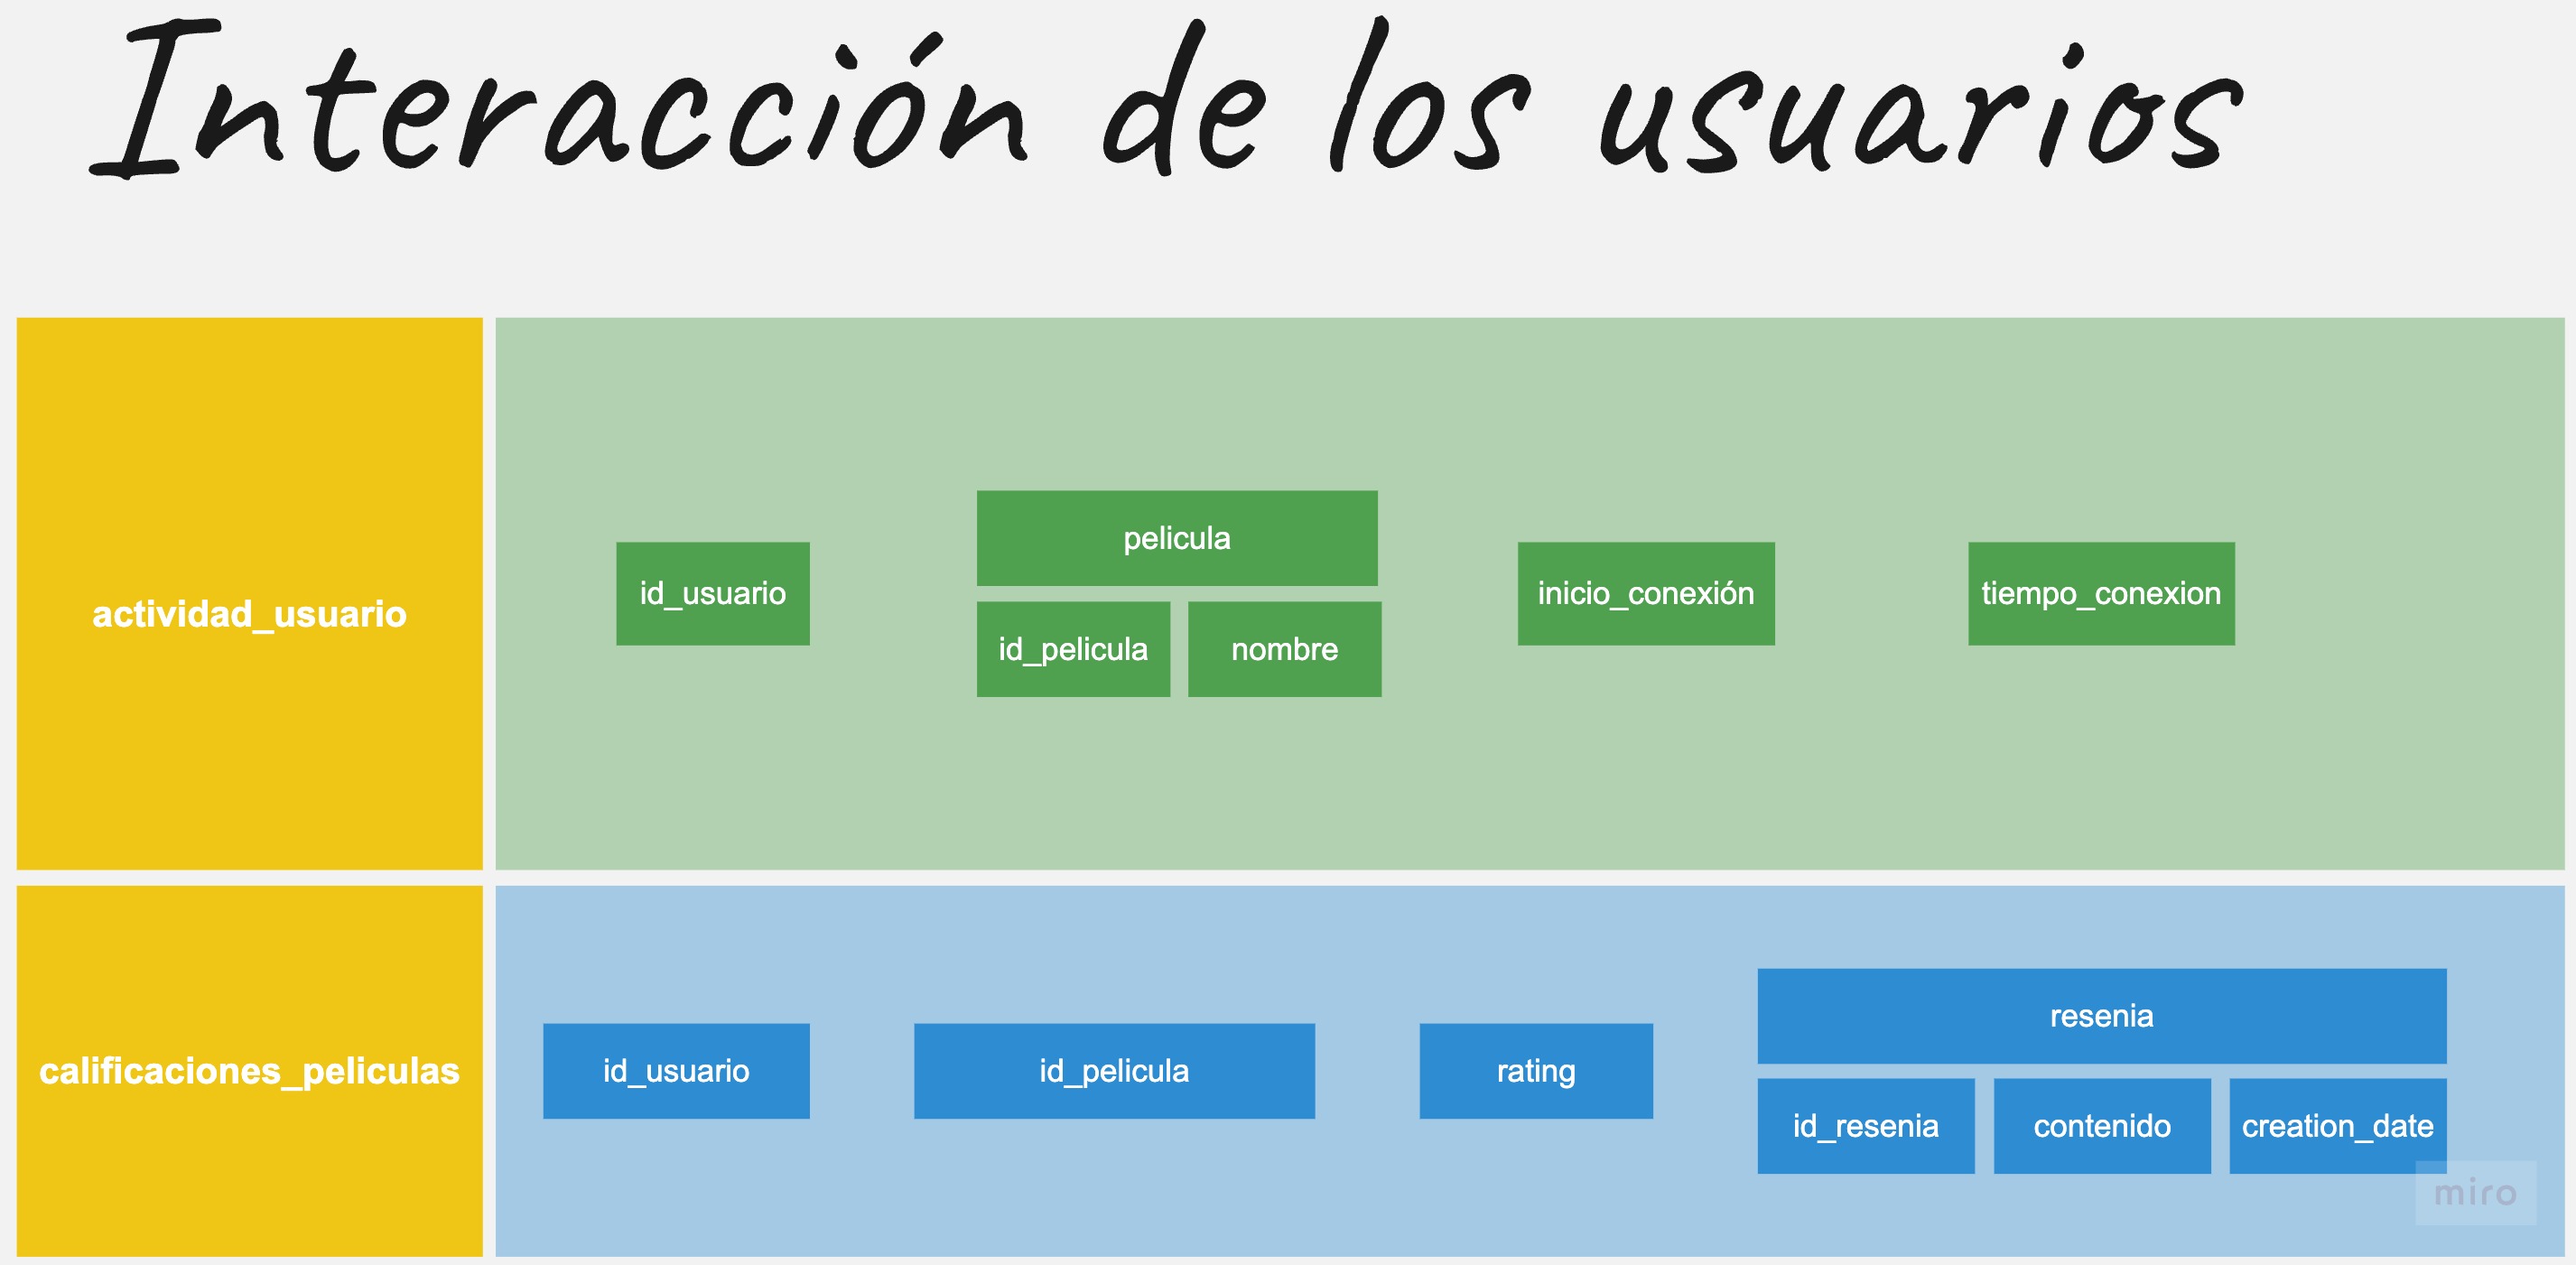 Interacción de los usuarios
actividad_usuario
id_usuario
pelicula
id_pelicula
nombre
inicio_conexión
tiempo_conexion
calificaciones_peliculas
id_usuario
id_pelicula
rating
resenia
id_resenia
contenido
creation_date
miro